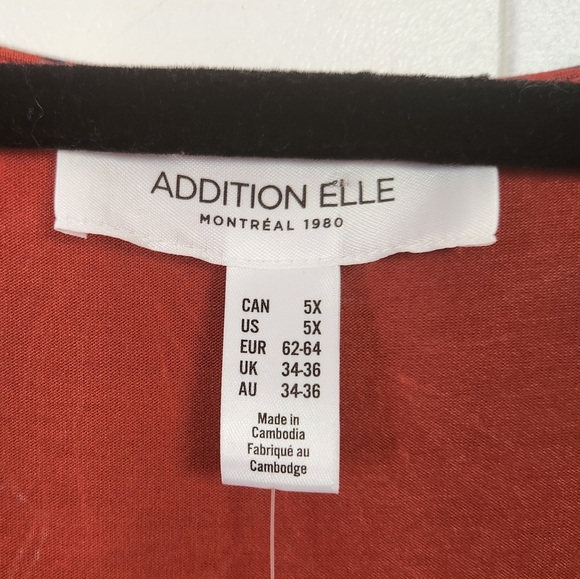 ADDITION ELLE
MONTRÉAL 1980
CAN 5X
US 5X
EUR 62-64
UK 34-36
AU 34-36
Made in
Cambodia
Fabriqué au
Cambodge